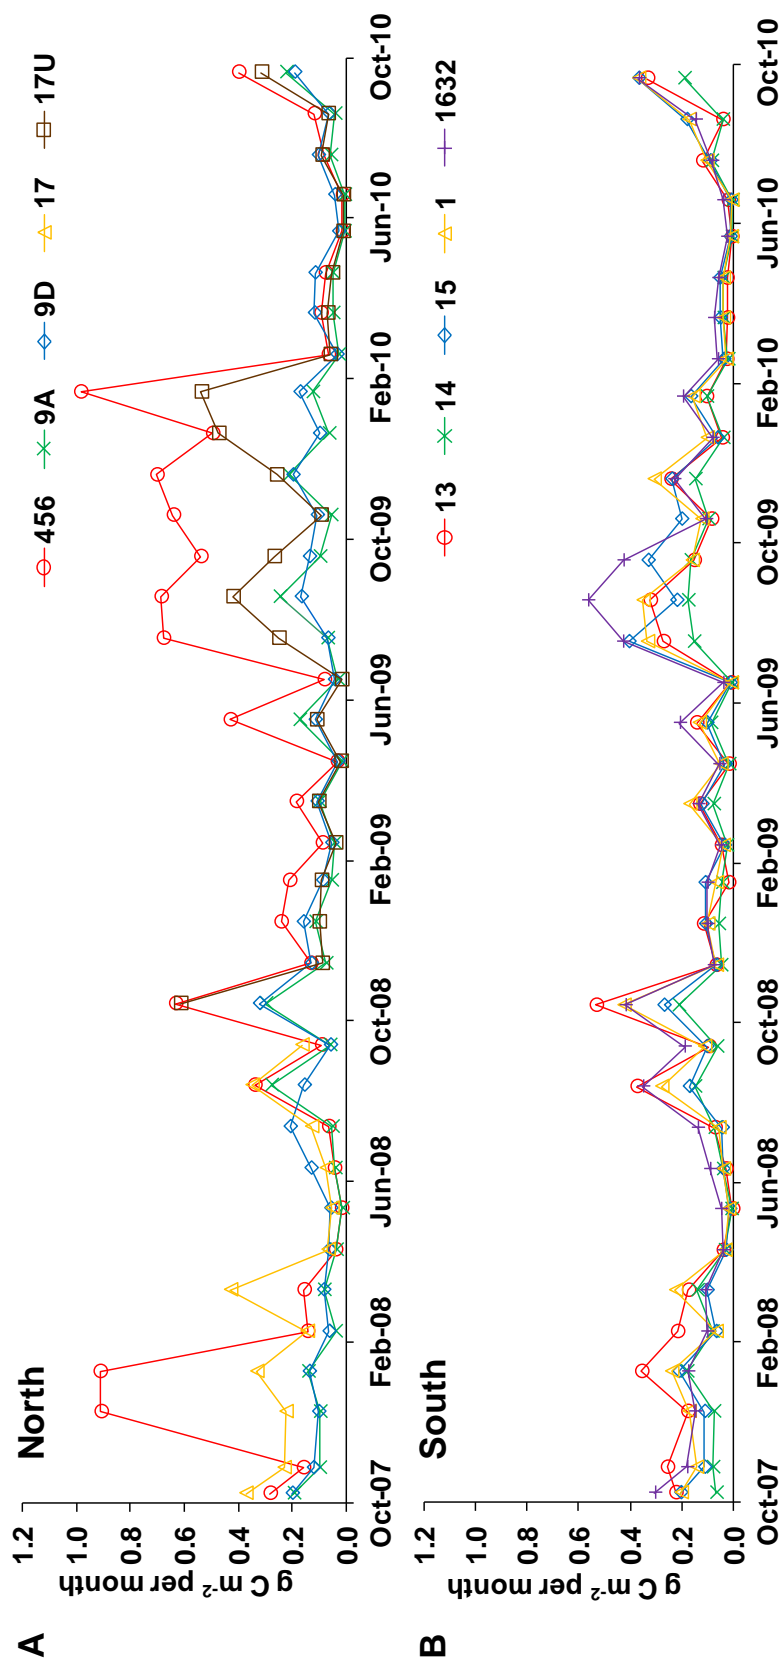 A
North
456 9A 9D 17 17U
g C m⁻² per month
1.2
1.0
0.8
0.6
0.4
0.2
0.0
Oct-07 Feb-08 Jun-08 Oct-08 Feb-09 Jun-09 Oct-09 Feb-10 Jun-10 Oct-10
B
South
13 14 15 1 1632
g C m⁻² per month
1.2
1.0
0.8
0.6
0.4
0.2
0.0
Oct-07 Feb-08 Jun-08 Oct-08 Feb-09 Jun-09 Oct-09 Feb-10 Jun-10 Oct-10